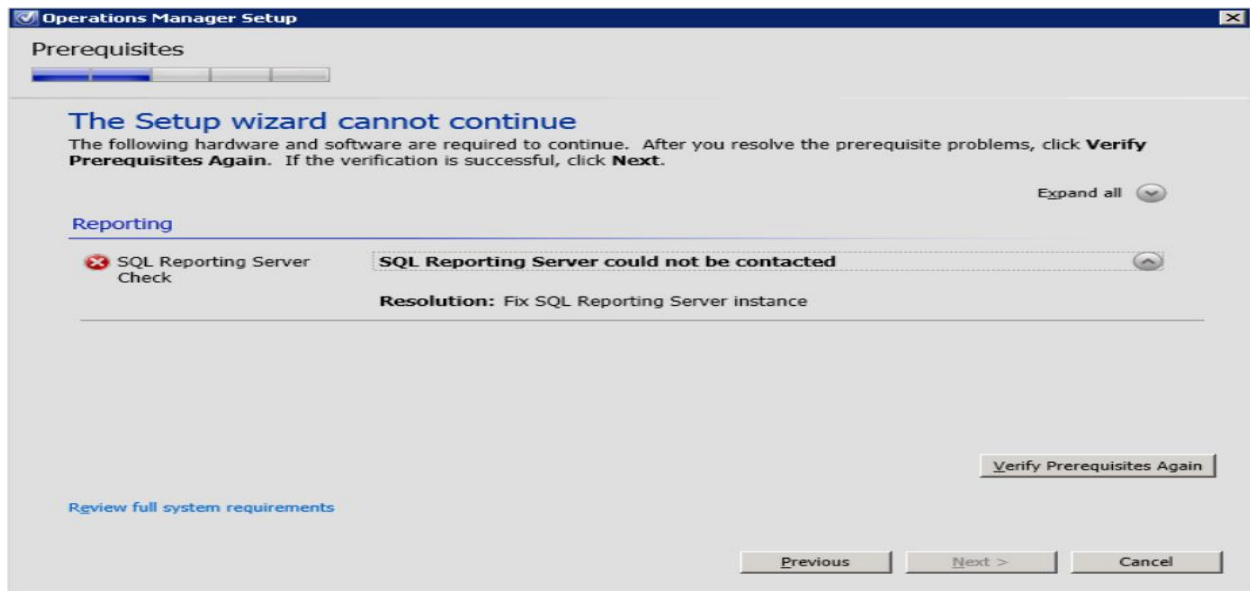 Operations Manager Setup
Prerequisites
The Setup wizard cannot continue
The following hardware and software are required to continue. After you resolve the prerequisite problems, click Verify
Prerequisites Again. If the verification is successful, click Next.
Expand all
Reporting
SQL Reporting Server
Check
SQL Reporting Server could not be contacted
Resolution: Fix SQL Reporting Server instance
Verify Prerequisites Again
Review full system requirements
Previous
Next >
Cancel